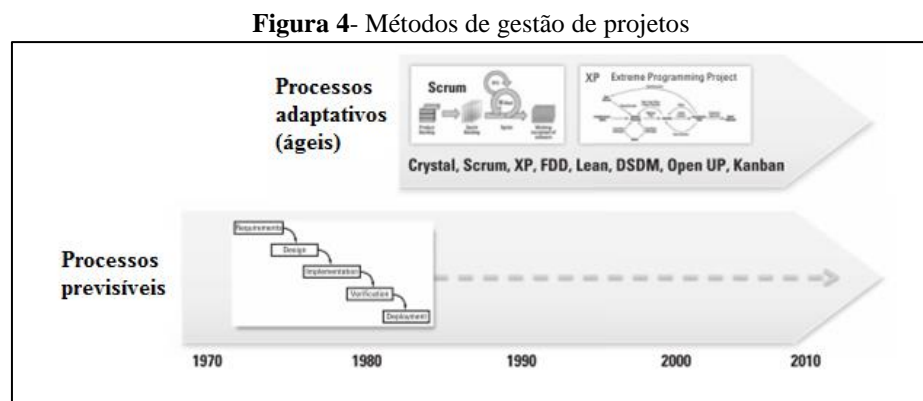 Figura 4- Métodos de gestão de projetos
Processos
adaptativos
(ágeis)
Scrum
XP Extreme Programming Project
Crystal, Scrum, XP, FDD, Lean, DSDM, Open UP, Kanban
Processos
previsíveis
Requirements
Design
Implementation
Verification
Deployment
1970 1980 1990 2000 2010